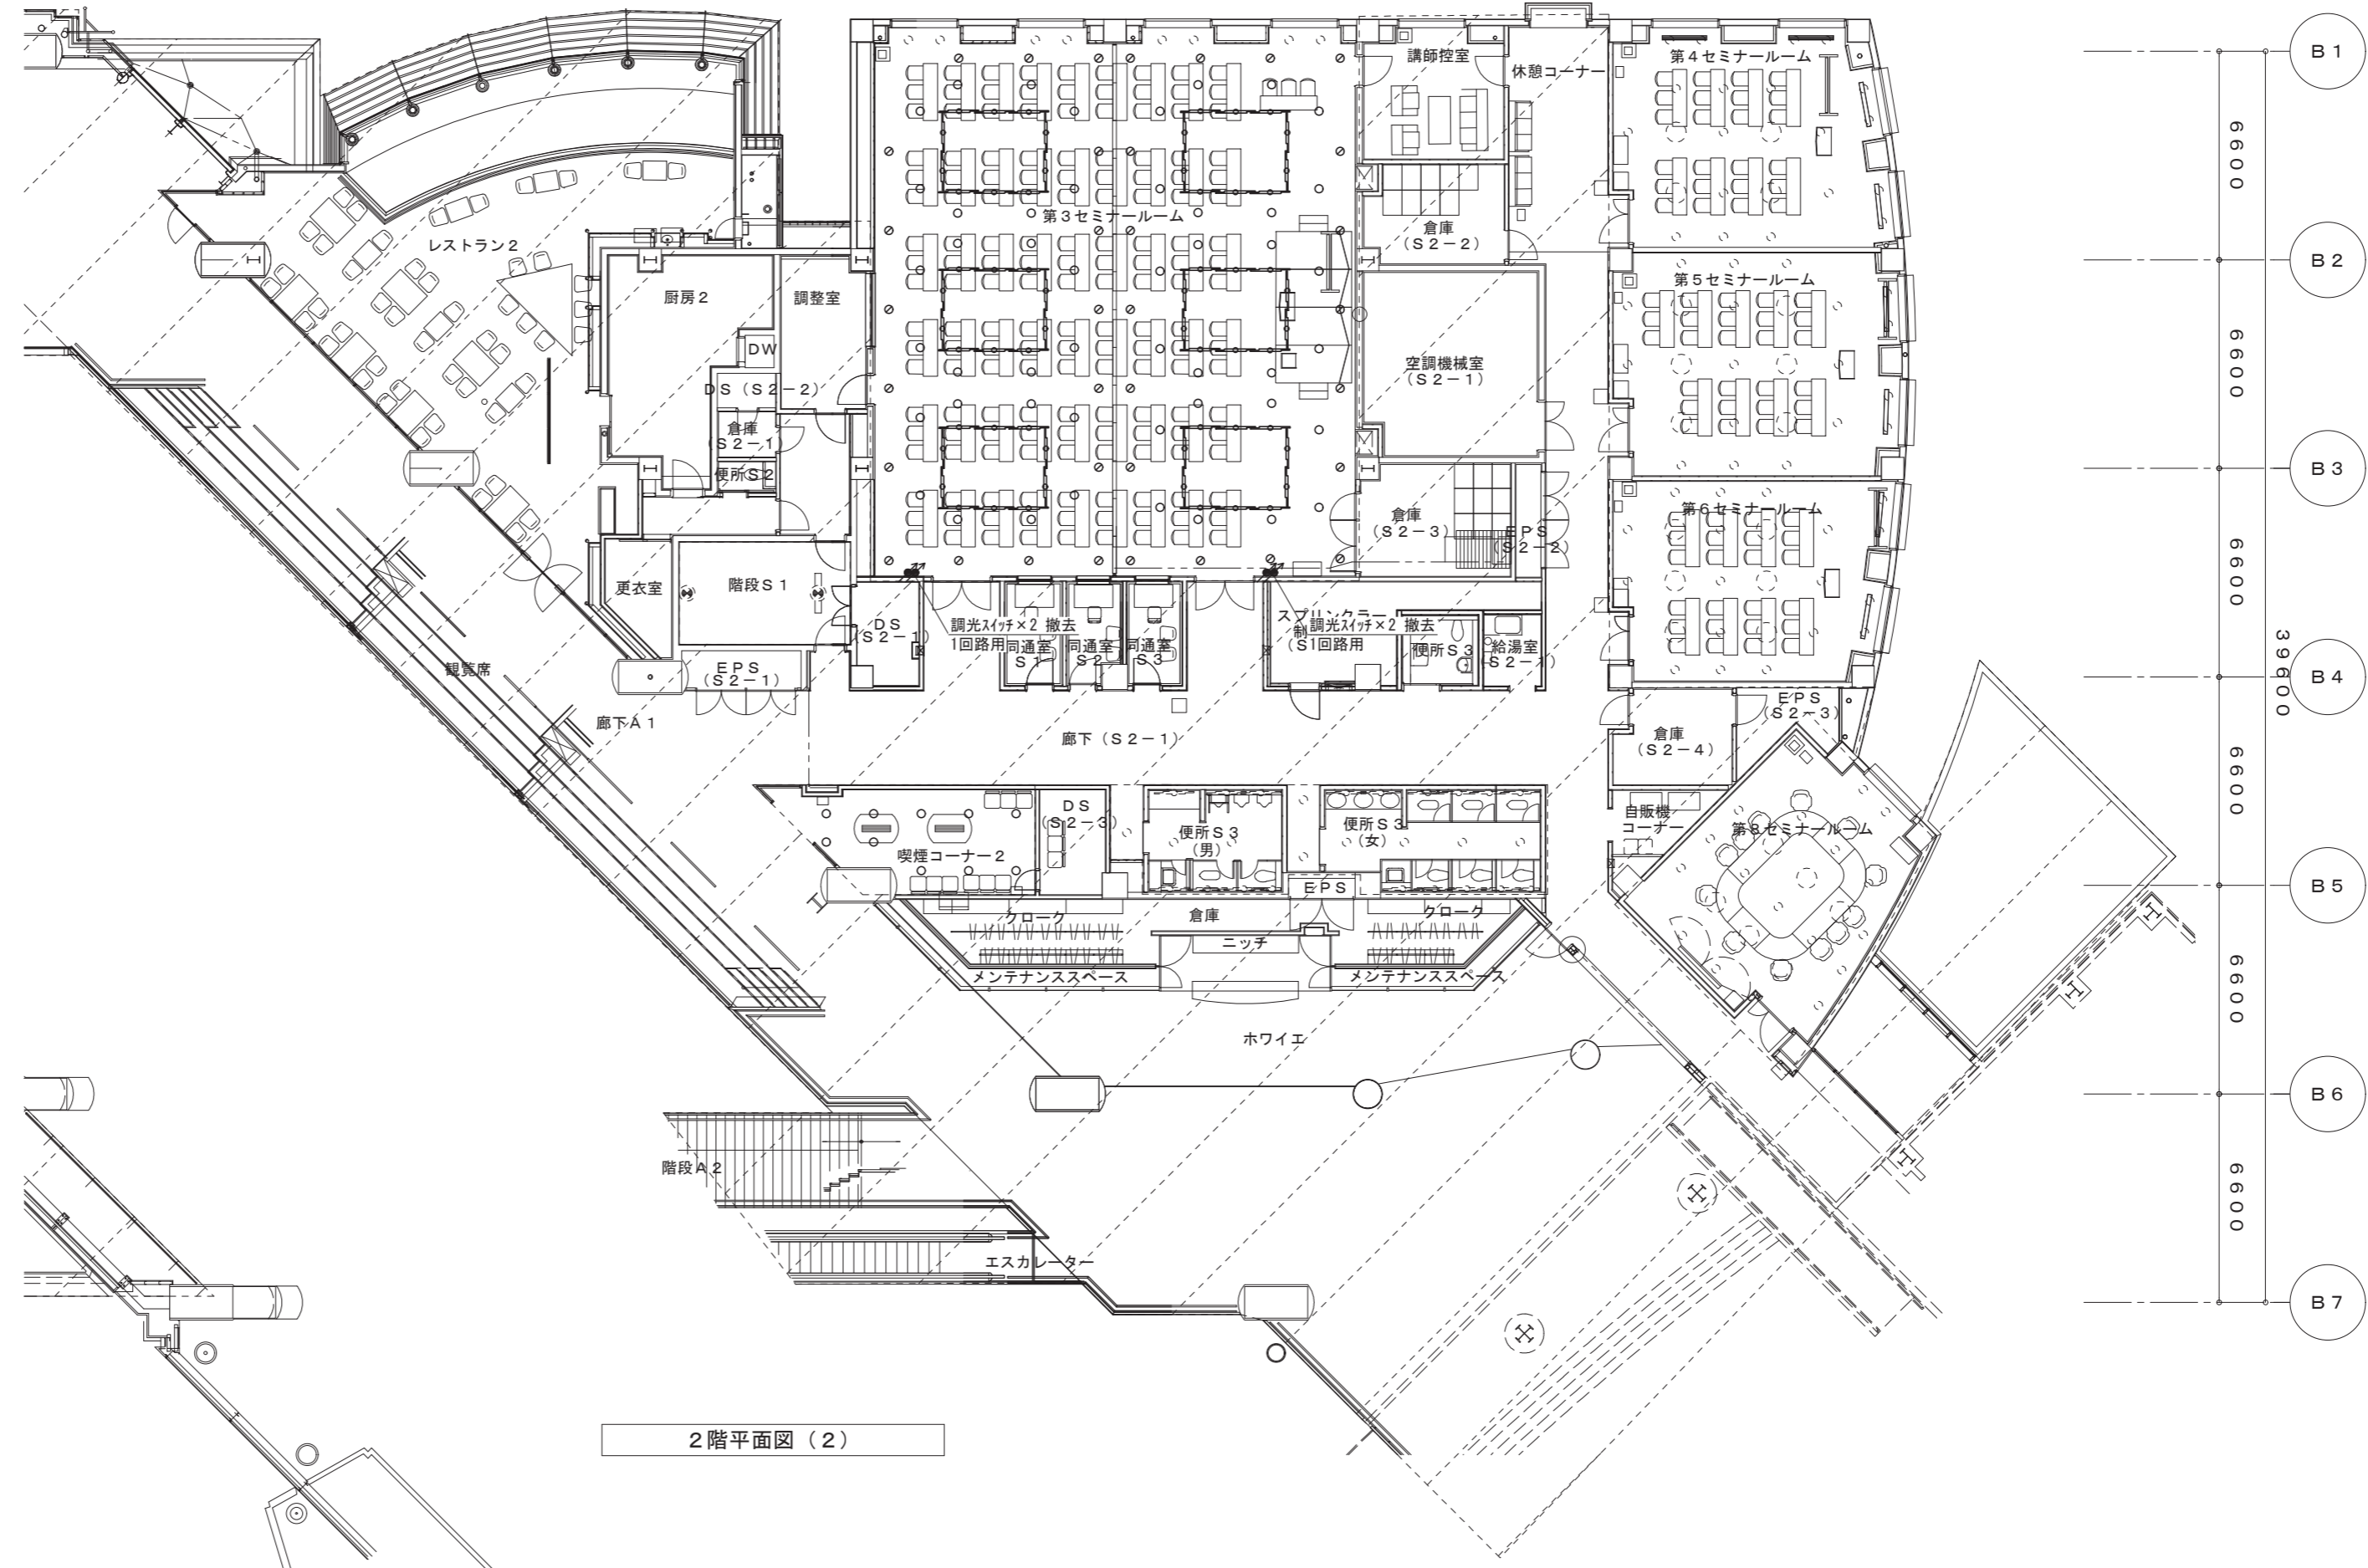 講師控室
休憩コーナー
第４セミナールーム
Ｂ１
6600
第３セミナールーム
レストラン２
倉庫
（Ｓ２－２）
Ｂ２
厨房２
調整室
第５セミナールーム
6600
ＤＷ
空調機械室
（Ｓ２－１）
ＤＳ（Ｓ２－２）
倉庫
（Ｓ２－１）
便所Ｓ２
Ｂ３
倉庫
（Ｓ２－３）
ＥＰＳ
（Ｓ２－２）
第６セミナールーム
6600
更衣室
階段Ｓ１
ＤＳ
（Ｓ２－１）
調光ｽｲｯﾁ×2 撤去
1回路用
同通室
Ｓ１
同通室
Ｓ２
同通室
Ｓ３
スプリンクラー
制
調光ｽｲｯﾁ×2 撤去
（Ｓ1回路用
便所Ｓ３
給湯室
（Ｓ２－１）
39600
観覧席
ＥＰＳ
（Ｓ２－１）
Ｂ４
廊下Ａ１
廊下（Ｓ２－１）
ＥＰＳ
（Ｓ２－３）
倉庫
（Ｓ２－４）
6600
ＤＳ
（Ｓ２－３）
喫煙コーナー２
便所Ｓ３
（男）
便所Ｓ３
（女）
自販機
コーナー
第８セミナールーム
ＥＰＳ
Ｂ５
クローク
倉庫
クローク
ニッチ
メンテナンススペース
メンテナンススペース
6600
ホワイエ
Ｂ６
階段Ａ２
6600
エスカレーター
Ｂ７
２階平面図（２）